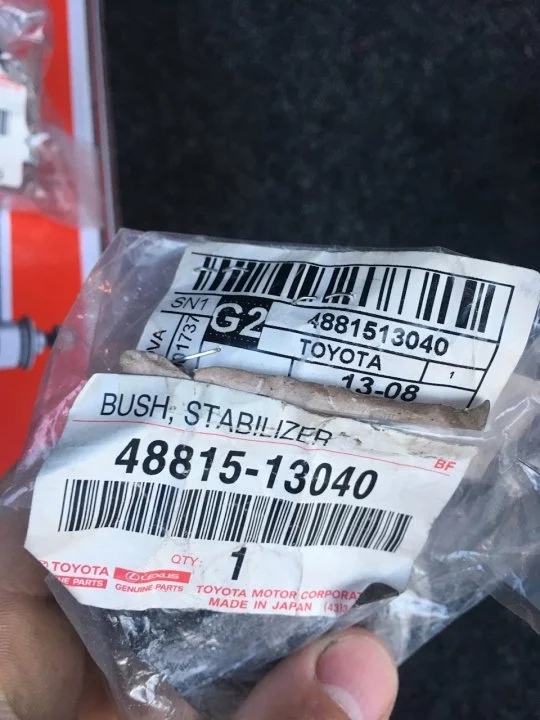 SN1
G2
4881513040
TOYOTA
1
13-08
01737
BUSH, STABILIZER
BF
48815-13040
QTY:
1
TOYOTA
GENUINE PARTS
LEXUS
GENUINE PARTS
TOYOTA MOTOR CORPORAT
MADE IN JAPAN